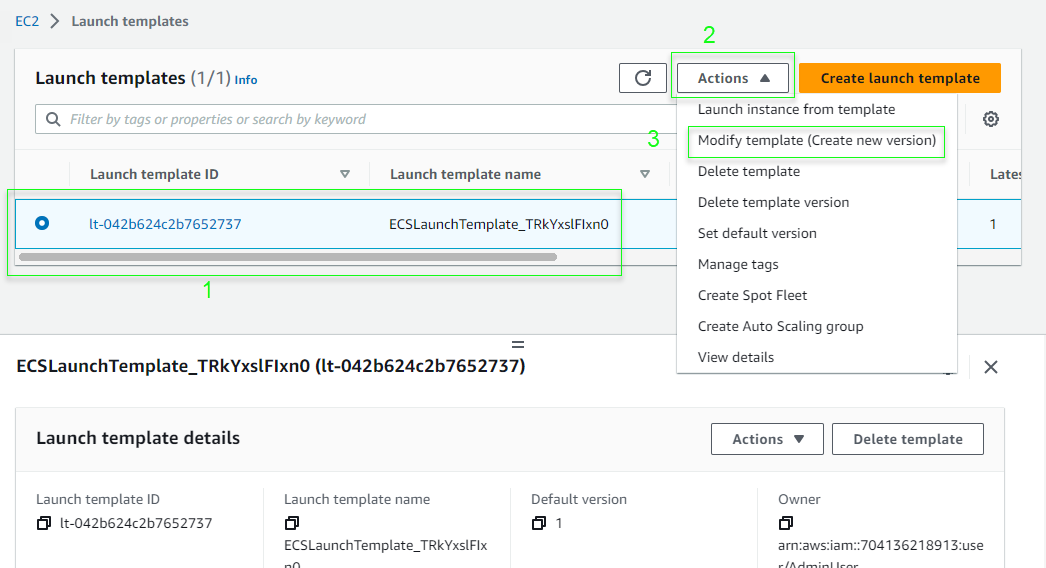 EC2 > Launch templates
2
Launch templates (1/1) Info
Actions
Create launch template
Filter by tags or properties or search by keyword
Launch instance from template
3
Modify template (Create new version)
Delete template
Delete template version
Set default version
Manage tags
Create Spot Fleet
Create Auto Scaling group
View details
Launch template ID
Launch template name
Lates
lt-042b624c2b7652737
ECSLaunchTemplate_TRkYxslFIxn0
1
1
ECSLaunchTemplate_TRkYxslFIxn0 (lt-042b624c2b7652737)
Launch template details
Actions
Delete template
Launch template ID
lt-042b624c2b7652737
Launch template name
ECSLaunchTemplate_TRkYxslFIx
n0
Default version
1
Owner
arn:aws:iam::704136218913:use
r/AdminUser